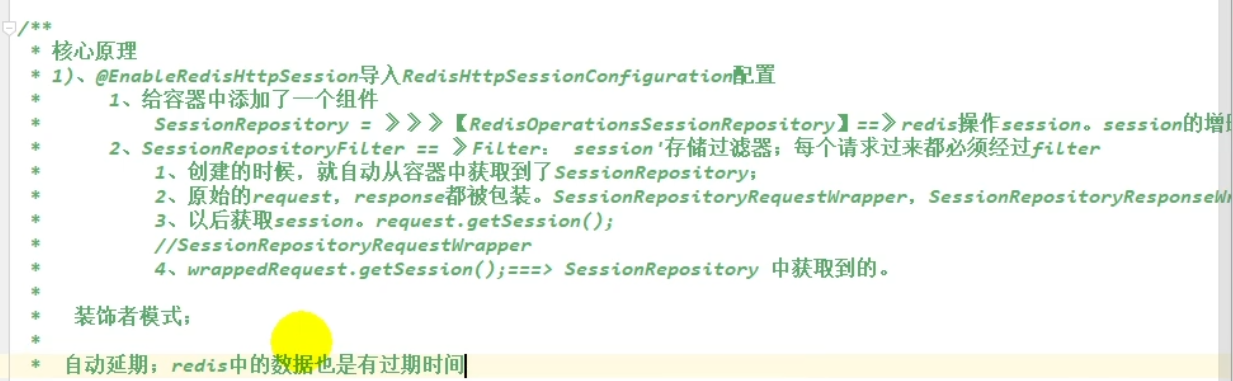 /**
* 核心原理
* 1)、@EnableRedisHttpSession导入RedisHttpSessionConfiguration配置
* 1、给容器中添加了一个组件
* SessionRepository = 》》》【RedisOperationsSessionRepository】==》redis操作session。session的增
* 2、SessionRepositoryFilter == 》Filter： session'存储过滤器；每个请求过来都必须经过filter
* 1、创建的时候，就自动从容器中获取到了SessionRepository；
* 2、原始的request，response都被包装。SessionRepositoryRequestWrapper，SessionRepositoryResponseW
* 3、以后获取session。request.getSession();
* //SessionRepositoryRequestWrapper
* 4、wrappedRequest.getSession();===> SessionRepository 中获取到的。
*
* 装饰者模式；
*
* 自动延期；redis中的数据也是有过期时间